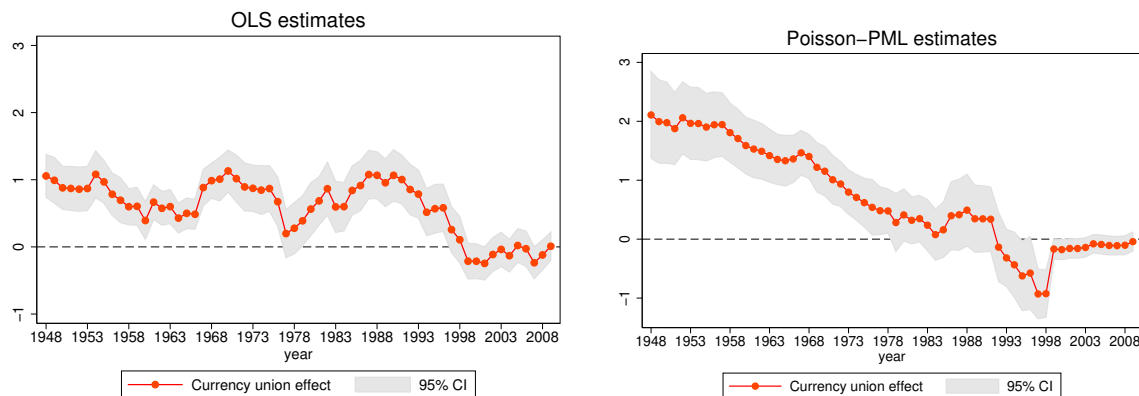 OLS estimates
3
2
1
0
−1
1948 1953 1958 1963 1968 1973 1978 1983 1988 1993 1998 2003 2008
year
Currency union effect 95% CI
Poisson−PML estimates
3
2
1
0
−1
1948 1953 1958 1963 1968 1973 1978 1983 1988 1993 1998 2003 2008
year
Currency union effect 95% CI